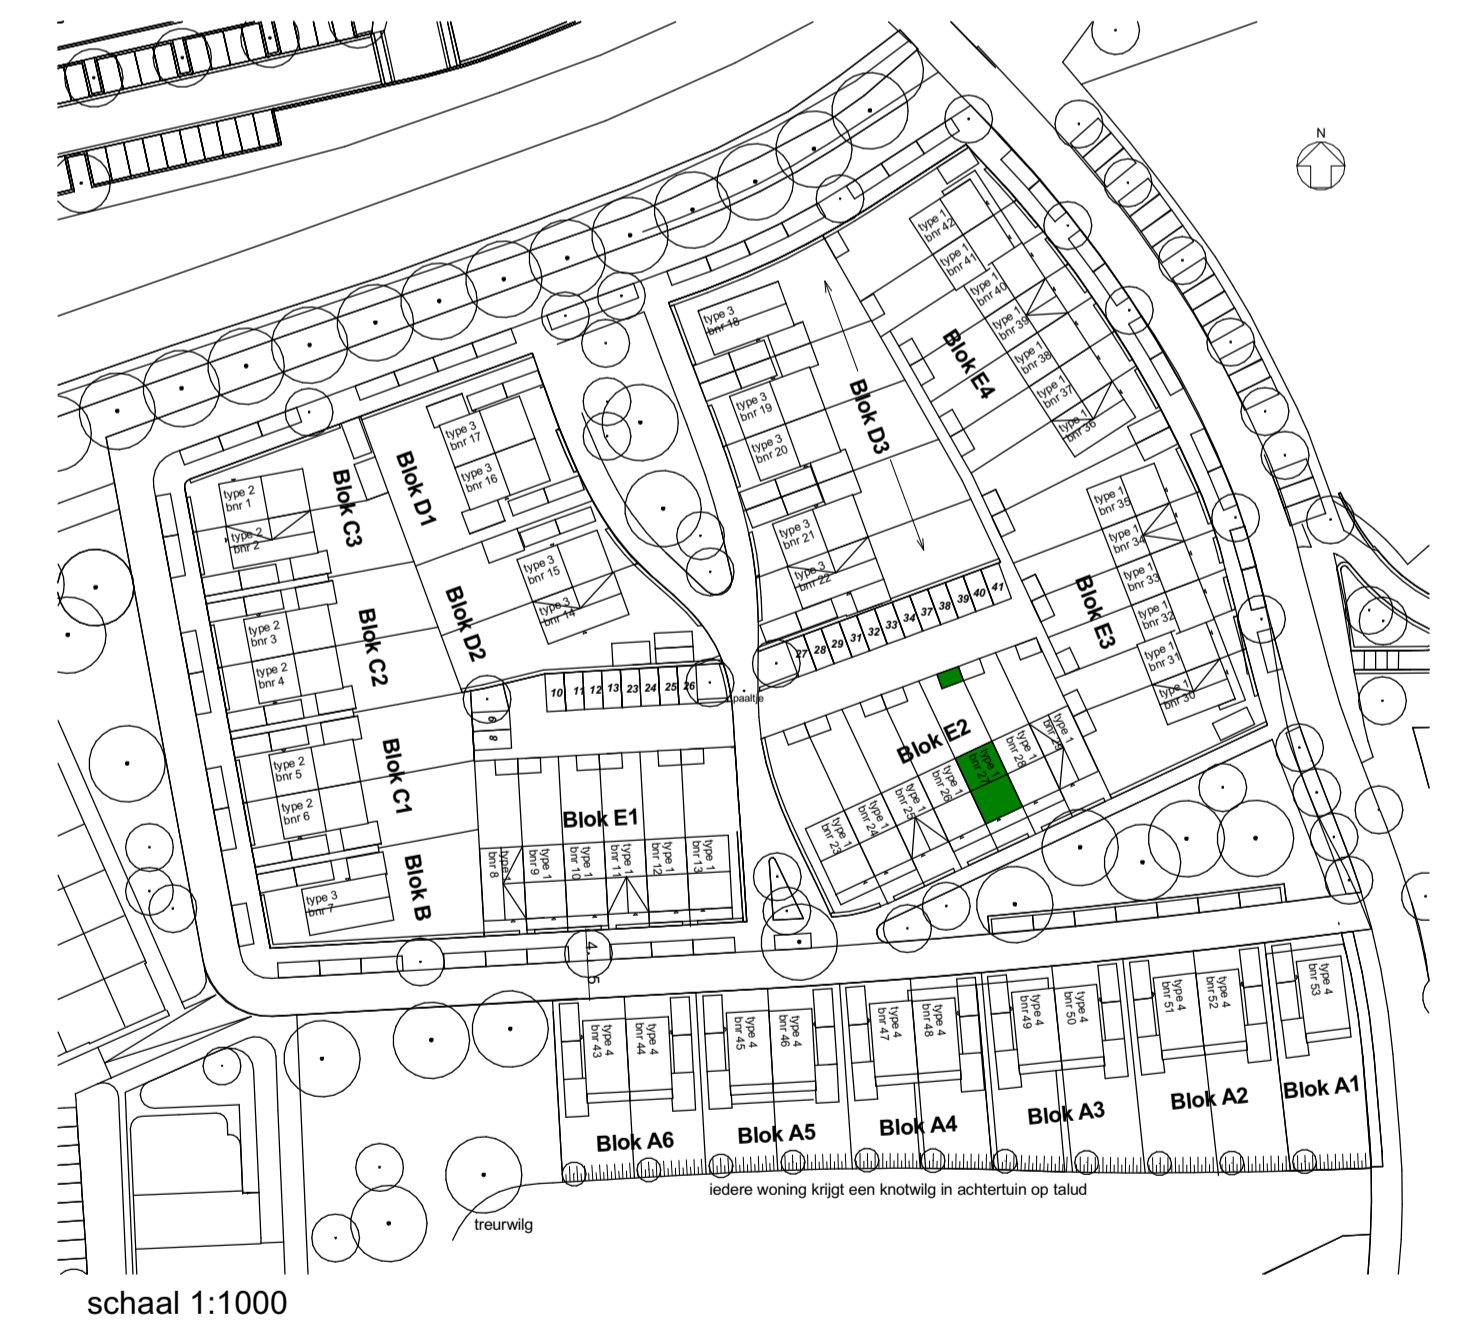 N
type 1
bnr 42
type 1
bnr 41
type 1
bnr 40
type 1
bnr 39
type 1
bnr 38
type 1
bnr 37
type 1
bnr 36
Blok E4
type 3
bnr 18
type 3
bnr 19
type 3
bnr 20
type 3
bnr 21
type 3
bnr 22
Blok D3
type 3
bnr 17
type 3
bnr 16
Blok D1
type 3
bnr 15
type 3
bnr 14
Blok D2
type 2
bnr 1
type 2
bnr 2
Blok C3
type 2
bnr 3
type 2
bnr 4
Blok C2
type 2
bnr 5
type 2
bnr 6
Blok C1
type 3
bnr 7
Blok B
type 1
bnr 35
type 1
bnr 34
type 1
bnr 33
type 1
bnr 32
type 1
bnr 31
type 1
bnr 30
Blok E3
27 28 29 31 32 33 34 37 38 39 40 41
10 11 12 13 23 24 25 26
9
8
paaltje
Blok E2
type 1
bnr 23
type 1
bnr 24
type 1
bnr 25
type 1
bnr 26
type 1
bnr 27
type 1
bnr 28
type 1
bnr 29
Blok E1
type 1
bnr 8
type 1
bnr 9
type 1
bnr 10
type 1
bnr 11
type 1
bnr 12
type 1
bnr 13
type 4
bnr 43
type 4
bnr 44
type 4
bnr 45
type 4
bnr 46
type 4
bnr 47
type 4
bnr 48
type 4
bnr 49
type 4
bnr 50
type 4
bnr 51
type 4
bnr 52
type 4
bnr 53
Blok A6
Blok A5
Blok A4
Blok A3
Blok A2
Blok A1
iedere woning krijgt een knotwilg in achtertuin op talud
treurwilg
schaal 1:1000